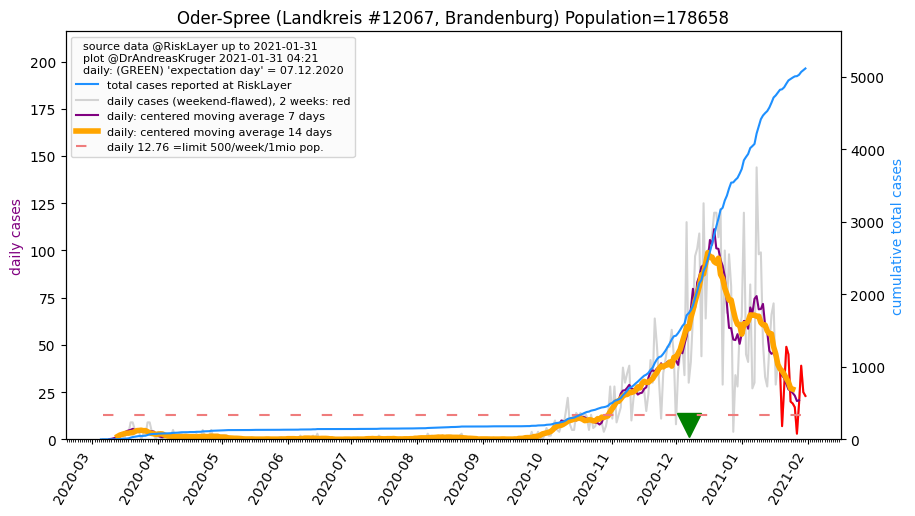 Oder-Spree (Landkreis #12067, Brandenburg) Population=178658
source data @RiskLayer up to 2021-01-31
plot @DrAndreasKruger 2021-01-31 04:21
daily: (GREEN) 'expectation day' = 07.12.2020
total cases reported at RiskLayer
daily cases (weekend-flawed), 2 weeks: red
daily: centered moving average 7 days
daily: centered moving average 14 days
daily 12.76 =limit 500/week/1mio pop.
daily cases
200
175
150
125
100
75
50
25
0
cumulative total cases
5000
4000
3000
2000
1000
0
2020-03
2020-04
2020-05
2020-06
2020-07
2020-08
2020-09
2020-10
2020-11
2020-12
2021-01
2021-02